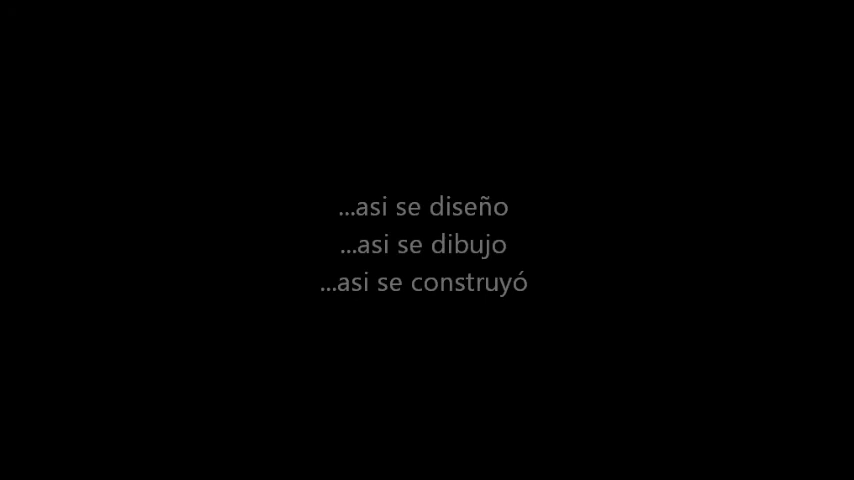 ...asi se diseño
...asi se dibujo
...asi se construyó